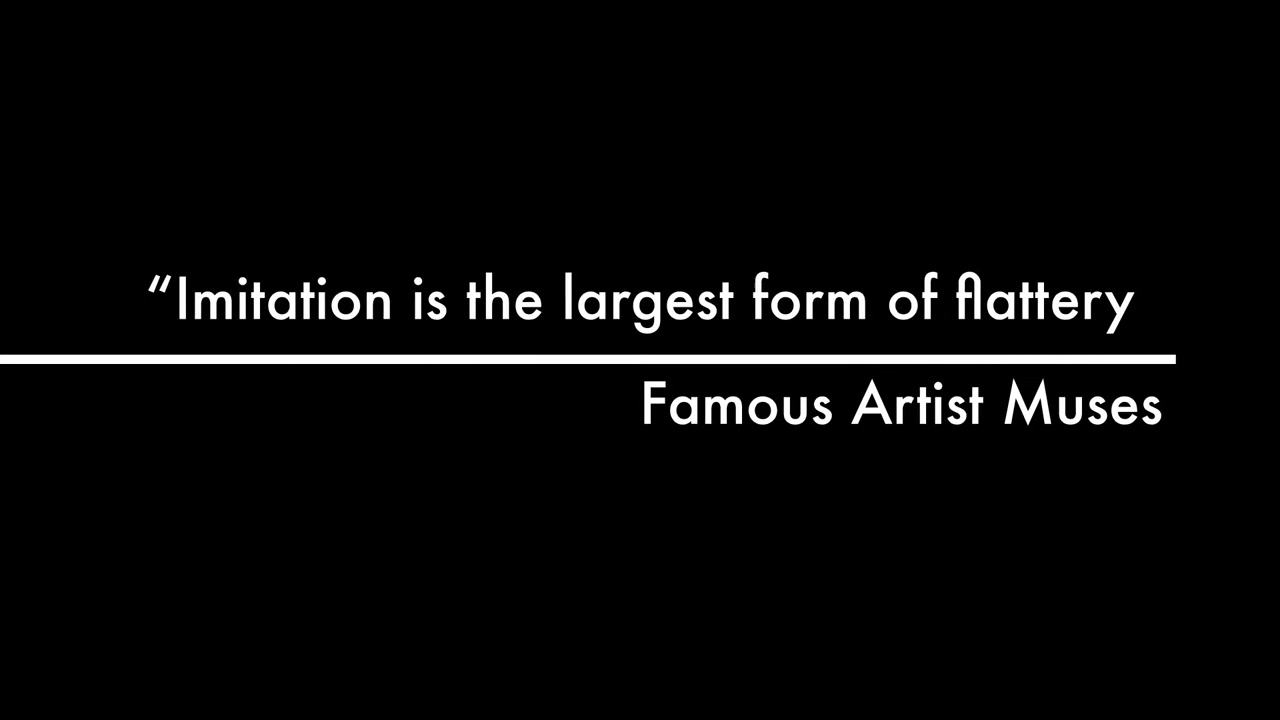 “Imitation is the largest form of flattery
Famous Artist Muses